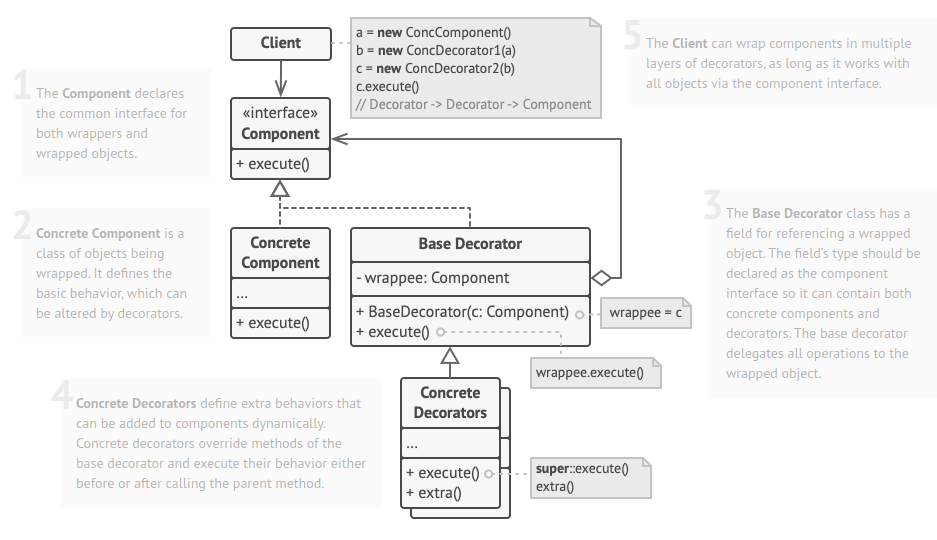 Client
a = new ConcComponent()
b = new ConcDecorator1(a)
c = new ConcDecorator2(b)
c.execute()
// Decorator -> Decorator -> Component
5
The Client can wrap components in multiple
layers of decorators, as long as it works with
all objects via the component interface.
1
The Component declares
the common interface for
both wrappers and
wrapped objects.
«interface»
Component
+ execute()
2
Concrete Component is a
class of objects being
wrapped. It defines the
basic behavior, which can
be altered by decorators.
Concrete
Component
...
+ execute()
Base Decorator
- wrappee: Component
+ BaseDecorator(c: Component)
+ execute()
wrappee = c
wrappee.execute()
3
The Base Decorator class has a
field for referencing a wrapped
object. The field's type should be
declared as the component
interface so it can contain both
concrete components and
decorators. The base decorator
delegates all operations to the
wrapped object.
4
Concrete Decorators define extra behaviors that
can be added to components dynamically.
Concrete decorators override methods of the
base decorator and execute their behavior either
before or after calling the parent method.
Concrete
Decorators
...
+ execute()
+ extra()
super::execute()
extra()